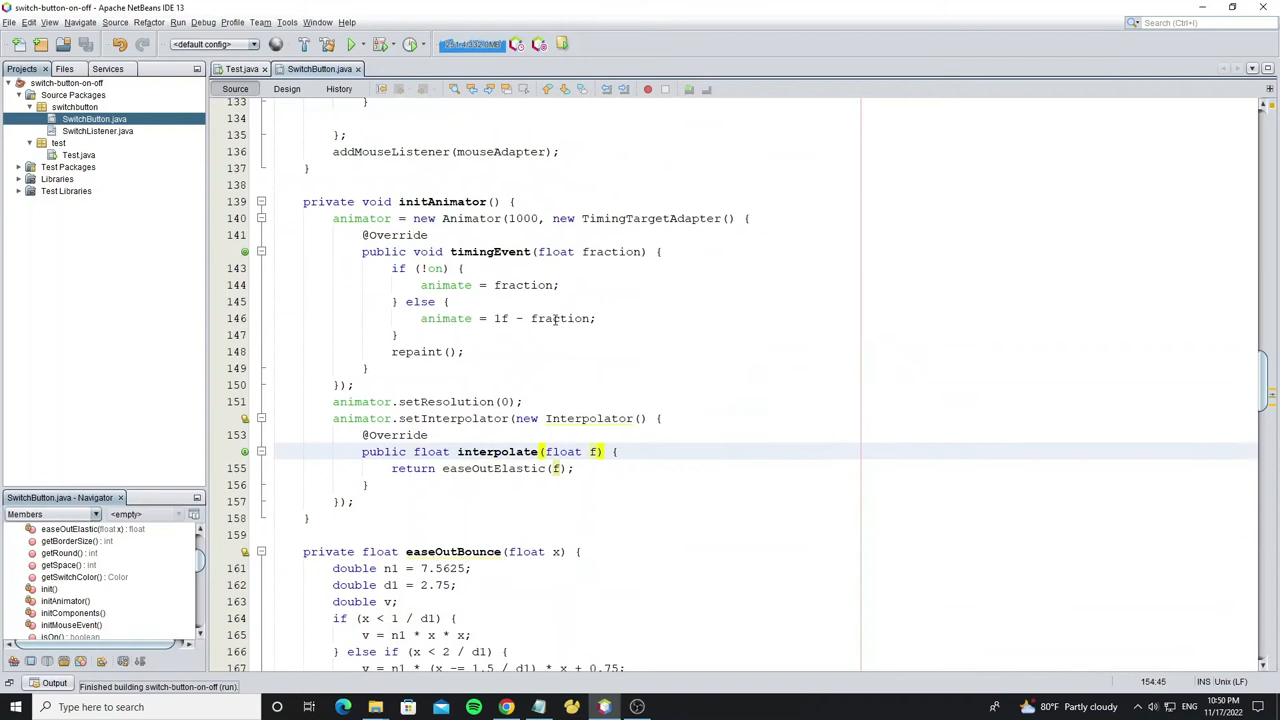 switch-button-on-off - Apache NetBeans IDE 13
File Edit View Navigate Source Refactor Run Debug Profile Team Tools Window Help
<default config>
Search (Ctrl+I)
Projects Files Services
Test.java SwitchButton.java
Source Design History
switch-button-on-off
Source Packages
switchbutton
SwitchButton.java
SwitchListener.java
test
Test.java
Test Packages
Libraries
Test Libraries
133 }
134
135 };
136 addMouseListener(mouseAdapter);
137 }
138
139 private void initAnimator() {
140 animator = new Animator(1000, new TimingTargetAdapter() {
141 @Override
public void timingEvent(float fraction) {
143 if (!on) {
144 animate = fraction;
145 } else {
146 animate = 1f - fraction;
147 }
148 repaint();
149 }
150 });
151 animator.setResolution(0);
animator.setInterpolator(new Interpolator() {
153 @Override
public float interpolate(float f) {
155 return easeOutElastic(f);
156 }
157 });
158 }
159
private float easeOutBounce(float x) {
161 double n1 = 7.5625;
162 double d1 = 2.75;
163 double v;
164 if (x < 1 / d1) {
165 v = n1 * x * x;
166 } else if (x < 2 / d1) {
167 v = n1 * (x -= 1.5 / d1) * x + 0.75;
SwitchButton.java - Navigator
Members <empty>
easeOutElastic(float x) : float
getBorderSize() : int
getRound() : int
getSpace() : int
getSwitchColor() : Color
init()
initAnimator()
initComponents()
initMouseEvent()
isOn() : boolean
Output
Finished building switch-button-on-off (run).
154:45 INS Unix (LF)
Type here to search
80°F Partly cloudy
ENG
10:50 PM
11/17/2022